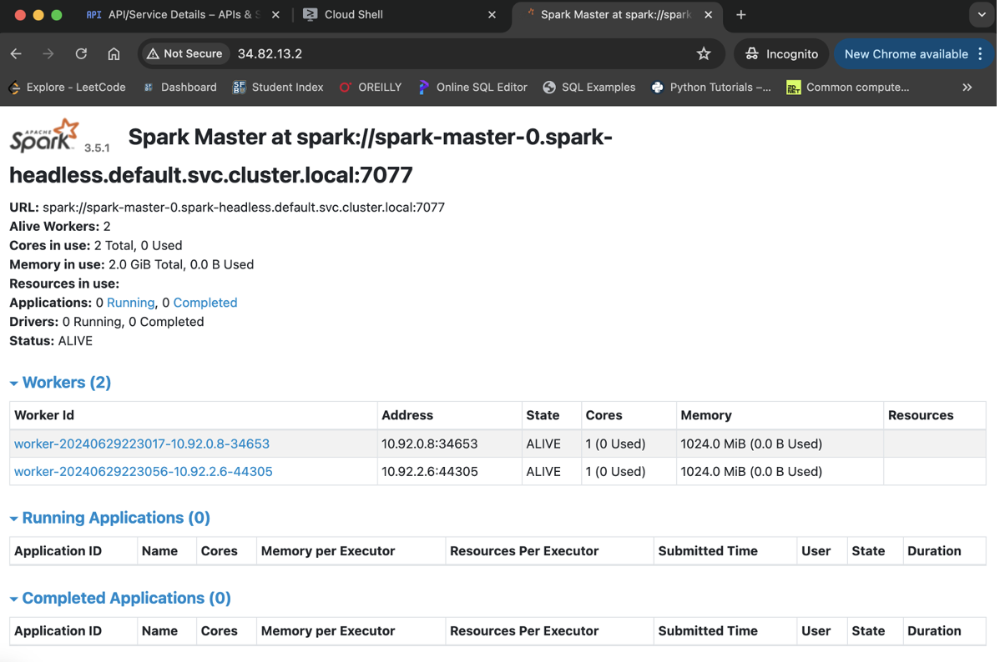 API API/Service Details – APIs & S
Cloud Shell
Spark Master at spark://spark
Not Secure 34.82.13.2 Incognito New Chrome available
Explore - LeetCode Dashboard SF BA Student Index OREILLY Online SQL Editor SQL Examples Python Tutorials –... Common compute...
APACHE
Spark 3.5.1 Spark Master at spark://spark-master-0.spark-
headless.default.svc.cluster.local:7077
URL: spark://spark-master-0.spark-headless.default.svc.cluster.local:7077
Alive Workers: 2
Cores in use: 2 Total, 0 Used
Memory in use: 2.0 GiB Total, 0.0 B Used
Resources in use:
Applications: 0 Running, 0 Completed
Drivers: 0 Running, 0 Completed
Status: ALIVE
Workers (2)
Worker Id Address State Cores Memory Resources
worker-20240629223017-10.92.0.8-34653 10.92.0.8:34653 ALIVE 1 (0 Used) 1024.0 MiB (0.0 B Used)
worker-20240629223056-10.92.2.6-44305 10.92.2.6:44305 ALIVE 1 (0 Used) 1024.0 MiB (0.0 B Used)
Running Applications (0)
Application ID Name Cores Memory per Executor Resources Per Executor Submitted Time User State Duration
Completed Applications (0)
Application ID Name Cores Memory per Executor Resources Per Executor Submitted Time User State Duration